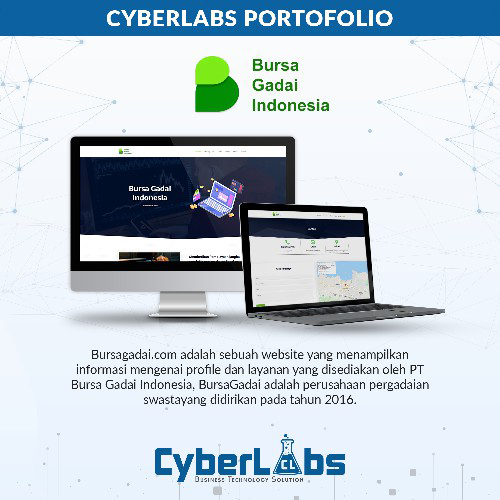 CYBERLABS PORTOFOLIO
Bursa
Gadai
Indonesia
Bursa Gadai
Indonesia
Bursagadai.com adalah sebuah website yang menampilkan
informasi mengenai profile dan layanan yang disediakan oleh PT
Bursa Gadai Indonesia, BursaGadai adalah perusahaan pergadaian
swastayang didirikan pada tahun 2016.
CyberLabs
BUSINESS TECHNOLOGY SOLUTION